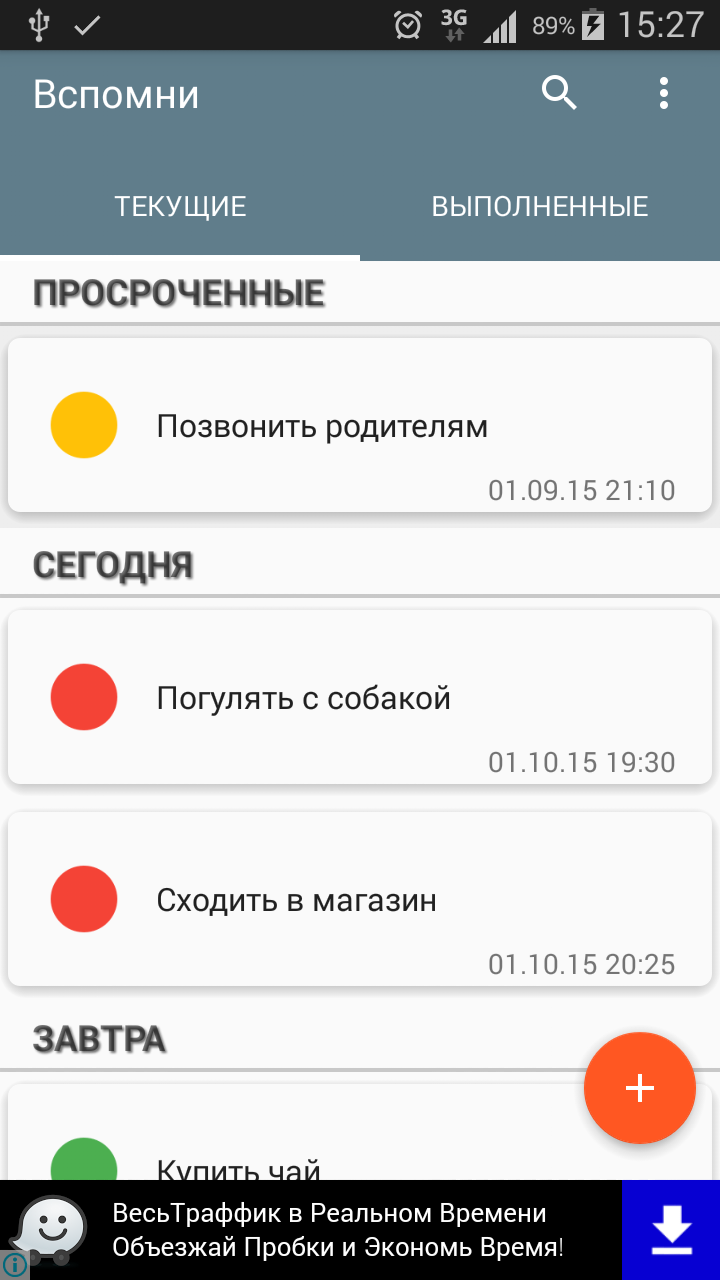 3G 89% 15:27
Вспомни
ТЕКУЩИЕ ВЫПОЛНЕННЫЕ
ПРОСРОЧЕННЫЕ
Позвонить родителям
01.09.15 21:10
СЕГОДНЯ
Погулять с собакой
01.10.15 19:30
Сходить в магазин
01.10.15 20:25
ЗАВТРА
Купить чай
ВесьТраффик в Реальном Времени
Объезжай Пробки и Экономь Время!